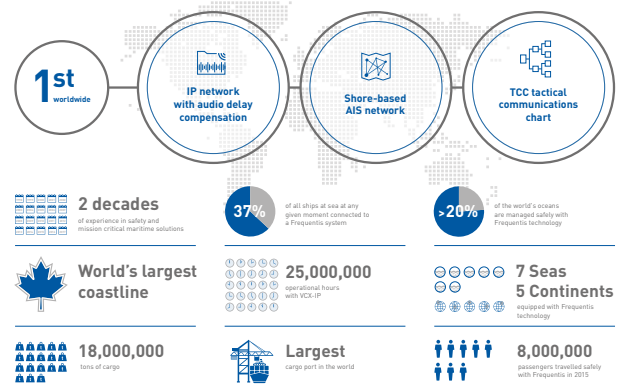 1st
worldwide
IP network
with audio delay
compensation
Shore-based
AIS network
TCC tactical
communications
chart
2 decades
of experience in safety and
mission critical maritime solutions
37%
of all ships at sea at any
given moment connected to
a Frequentis system
>20%
of the world's oceans
are managed safely with
Frequentis technology
World's largest
coastline
25,000,000
operational hours
with VCX-IP
7 Seas
5 Continents
equipped with Frequentis
technology
18,000,000
tons of cargo
Largest
cargo port in the world
8,000,000
passengers travelled safely
with Frequentis in 2015